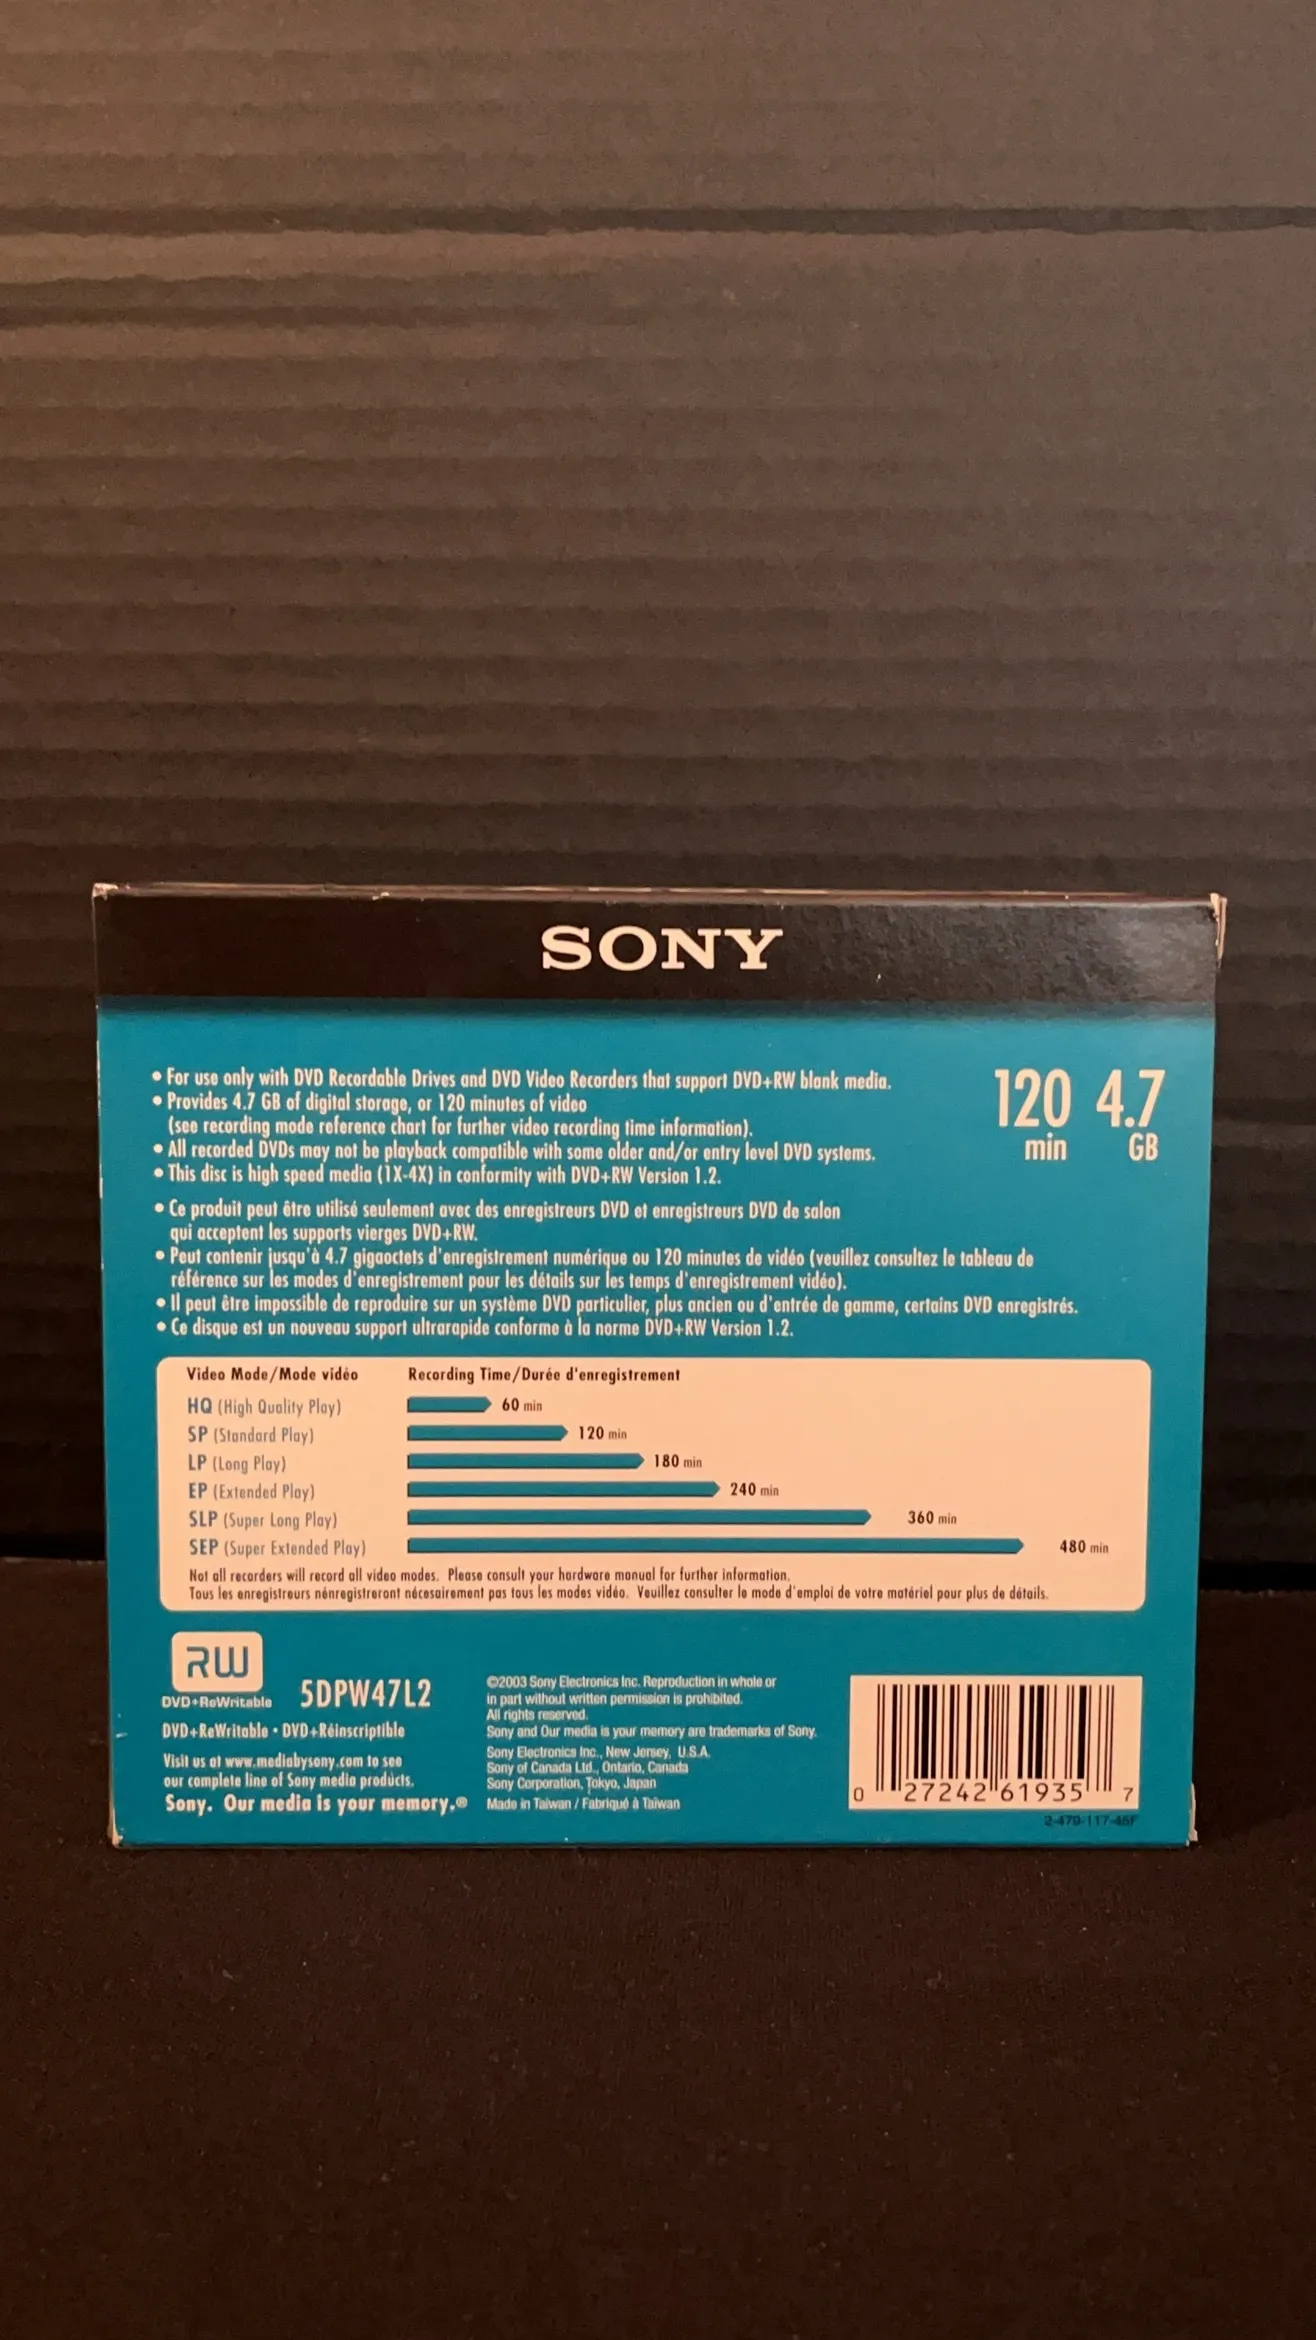 SONY
• For use only with DVD Recordable Drives and DVD Video Recorders that support DVD+RW blank media.
• Provides 4.7 GB of digital storage, or 120 minutes of video
(see recording mode reference chart for further video recording time information).
• All recorded DVDs may not be playback compatible with some older and/or entry level DVD systems.
• This disc is high speed media (1X-4X) in conformity with DVD+RW Version 1.2.
120 4.7
min GB
• Ce produit peut être utilisé seulement avec des enregistreurs DVD et enregistreurs DVD de salon
qui acceptent les supports vierges DVD+RW.
• Peut contenir jusqu'à 4.7 gigaoctets d'enregistrement numérique ou 120 minutes de vidéo (veuillez consultez le tableau de
référence sur les modes d'enregistrement pour les détails sur les temps d'enregistrement vidéo).
• Il peut être impossible de reproduire sur un système DVD particulier, plus ancien ou d'entrée de gamme, certains DVD enregistrés.
• Ce disque est un nouveau support ultrarapide conforme à la norme DVD+RW Version 1.2.
Video Mode/Mode vidéo Recording Time/Durée d'enregistrement
HQ (High Quality Play) 60 min
SP (Standard Play) 120 min
LP (Long Play) 180 min
EP (Extended Play) 240 min
SLP (Super Long Play) 360 min
SEP (Super Extended Play) 480 min
Not all recorders will record all video modes. Please consult your hardware manual for further information.
Tous les enregistreurs nénregistreront nécesairement pas tous les modes vidéo. Veuillez consulter le mode d'emploi de votre matériel pour plus de détails.
RW
DVD+ReWritable
5DPW47L2
DVD+ReWritable • DVD+Réinscriptible
Visit us at www.mediabysony.com to see
our complete line of Sony media products.
Sony. Our media is your memory.®
©2003 Sony Electronics Inc. Reproduction in whole or
in part without written permission is prohibited.
All rights reserved.
Sony and Our media is your memory are trademarks of Sony.
Sony Electronics Inc., New Jersey, U.S.A.
Sony of Canada Ltd., Ontario, Canada
Sony Corporation, Tokyo, Japan
Made in Taiwan / Fabriqué à Taïwan
0 27242 61935 7
2-479-117-45F